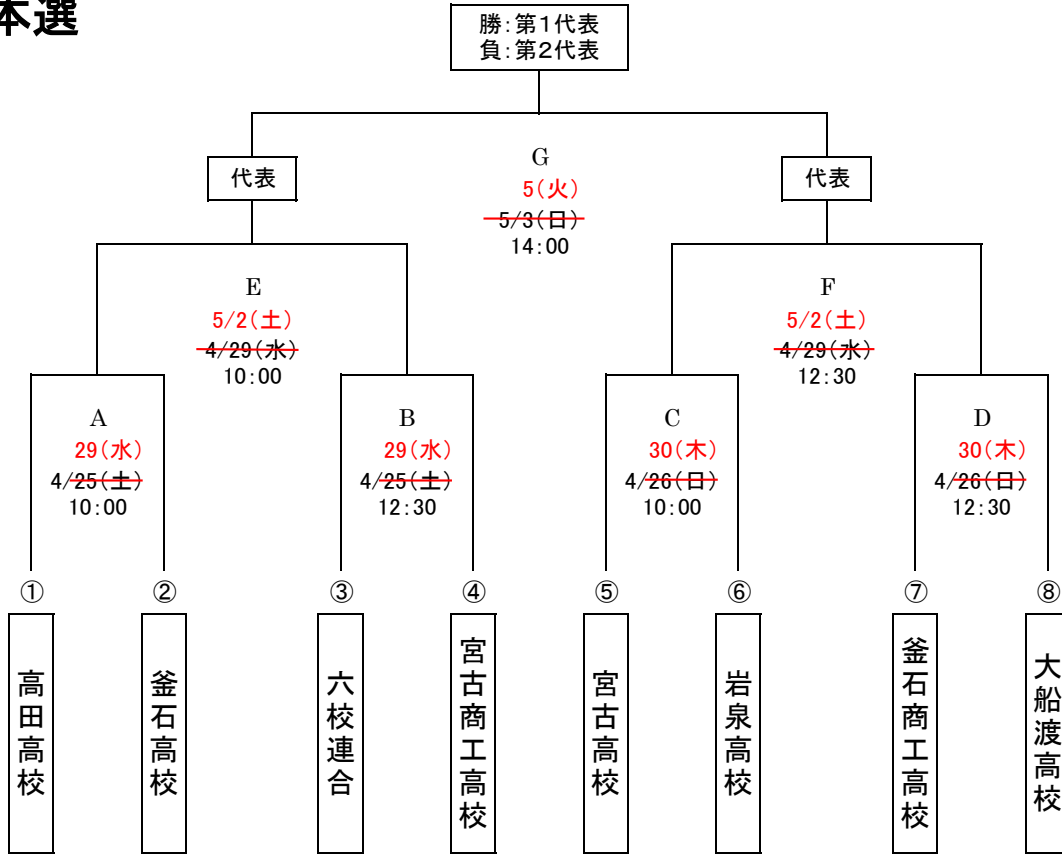 本選
勝:第1代表
負:第2代表
代表
代表
G
5(火)
5/3(日)
14:00
E
5/2(土)
4/29(水)
10:00
F
5/2(土)
4/29(水)
12:30
A
29(水)
4/25(土)
10:00
B
29(水)
4/25(土)
12:30
C
30(木)
4/26(日)
10:00
D
30(木)
4/26(日)
12:30
① ② ③ ④ ⑤ ⑥ ⑦ ⑧
高田高校
釜石高校
六校連合
宮古商工高校
宮古高校
岩泉高校
釜石商工高校
大船渡高校